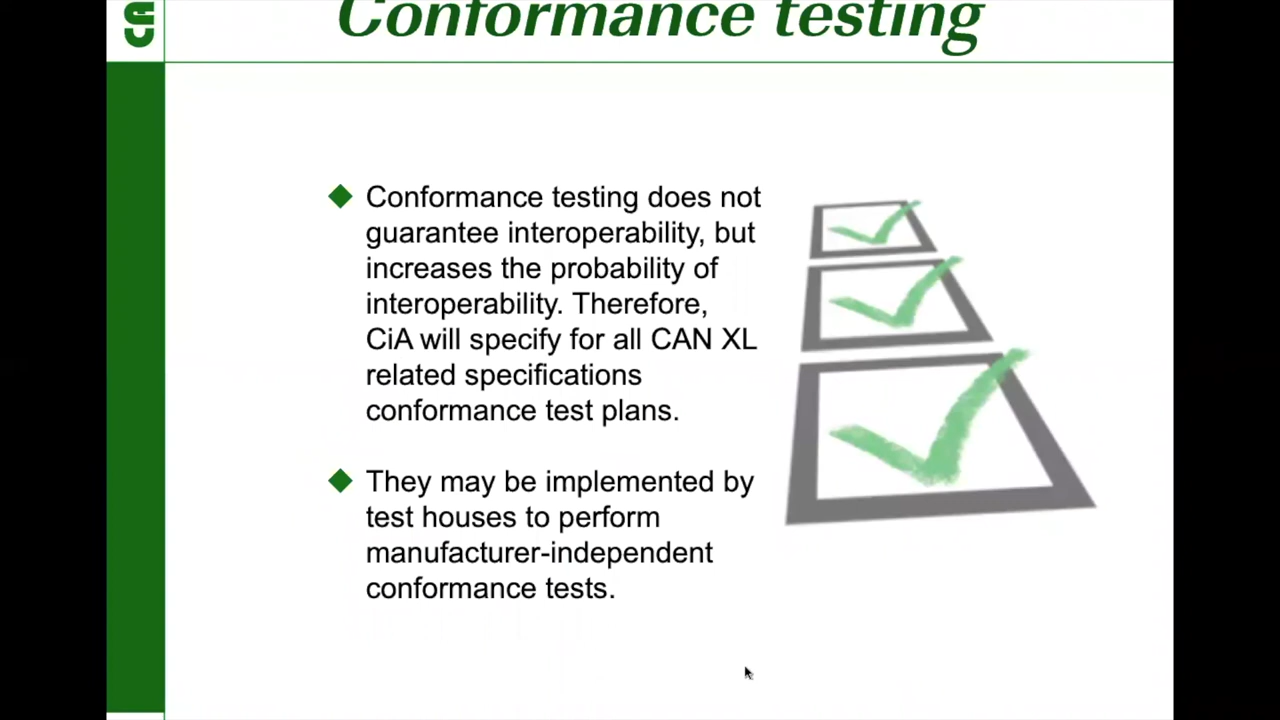 Conformance testing
Conformance testing does not
guarantee interoperability, but
increases the probability of
interoperability. Therefore,
CiA will specify for all CAN XL
related specifications
conformance test plans.
They may be implemented by
test houses to perform
manufacturer-independent
conformance tests.